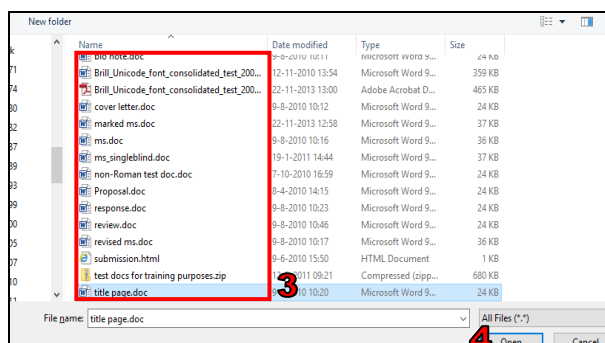 New folder
Name Date modified Type Size
bio note.doc 9-8-2010 10:11 Microsoft Word 9... 24 KB
71 Brill_Unicode_font_consolidated_test_200... 12-11-2010 13:54 Microsoft Word 9... 359 KB
74 Brill_Unicode_font_consolidated_test_200... 22-11-2013 13:00 Adobe Acrobat D... 465 KB
80 cover letter.doc 9-8-2010 10:12 Microsoft Word 9... 24 KB
82 marked ms.doc 22-11-2013 12:58 Microsoft Word 9... 37 KB
87 ms.doc 9-8-2010 10:16 Microsoft Word 9... 36 KB
89 ms_singleblind.doc 19-1-2011 14:44 Microsoft Word 9... 37 KB
93 non-Roman test doc.doc 7-10-2010 16:59 Microsoft Word 9... 24 KB
99 Proposal.doc 8-4-2010 14:15 Microsoft Word 9... 24 KB
response.doc 9-8-2010 10:23 Microsoft Word 9... 24 KB
review.doc 9-8-2010 10:46 Microsoft Word 9... 24 KB
revised ms.doc 9-8-2010 10:17 Microsoft Word 9... 36 KB
submission.html 9-6-2010 15:50 HTML Document 1 KB
test docs for training purposes.zip 2011 09:21 Compressed (zipp... 680 KB
title page.doc 3 2010 10:20 Microsoft Word 9... 24 KB
File name: title page.doc All Files (*.*)
4 Open Cancel